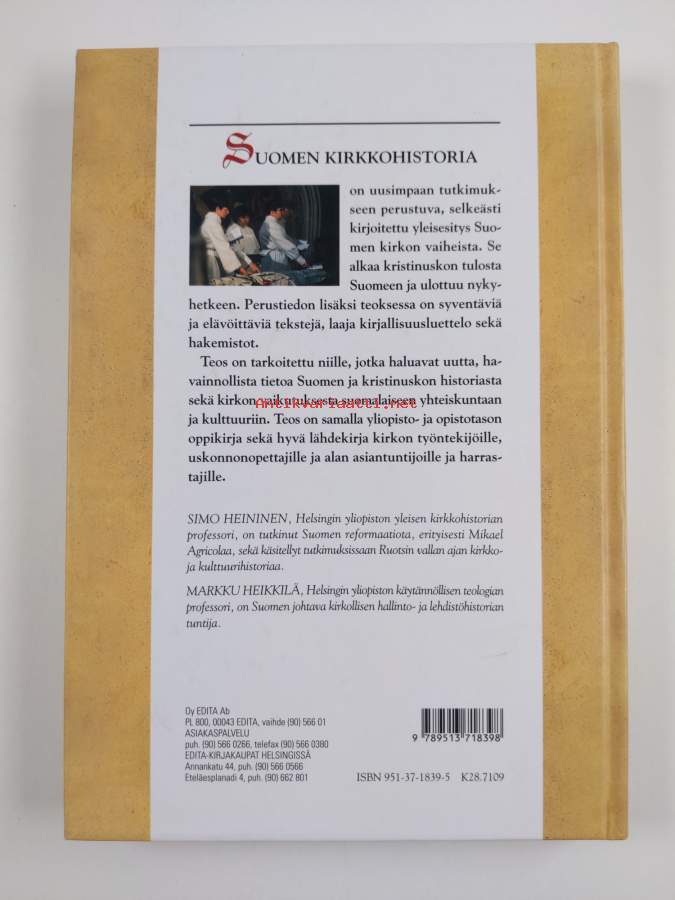 SUOMEN KIRKKOHISTORIA
on uusimpaan tutkimuk-
seen perustuva, selkeästi
kirjoitettu yleisesitys Suo-
men kirkon vaiheista. Se
alkaa kristinuskon tulosta
Suomeen ja ulottuu nyky-
hetkeen. Perustiedon lisäksi teoksessa on syventäviä
ja elävöittäviä tekstejä, laaja kirjallisuusluettelo sekä
hakemistot.
Teos on tarkoitettu niille, jotka haluavat uutta, ha-
vainnollista tietoa Suomen ja kristinuskon historiasta
sekä kirkon vaikutuksesta suomalaiseen yhteiskuntaan
Antikvariaatti.net
ja kulttuuriin. Teos on samalla yliopisto- ja opistotason
oppikirja sekä hyvä lähdekirja kirkon työntekijöille,
uskonnonopettajille ja alan asiantuntijoille ja harras-
tajille.
SIMO HEININEN, Helsingin yliopiston yleisen kirkkohistorian
professori, on tutkinut Suomen reformaatiota, erityisesti Mikael
Agricolaa, sekä käsitellyt tutkimuksissaan Ruotsin vallan ajan kirkko-
ja kulttuurihistoriaa.
MARKKU HEIKKILÄ, Helsingin yliopiston käytännöllisen teologian
professori, on Suomen johtava kirkollisen hallinto- ja lehdistöhistorian
tuntija.
Oy EDITA Ab
PL 800, 00043 EDITA, vaihde (90) 566 01
ASIAKASPALVELU
puh. (90) 566 0266, telefax (90) 566 0380
EDITA-KIRJAKAUPAT HELSINGISSÄ
Annankatu 44, puh. (90) 566 0566
Eteläesplanadi 4, puh. (90) 662 801
9 789513 718398
ISBN 951-37-1839-5 K28.7109